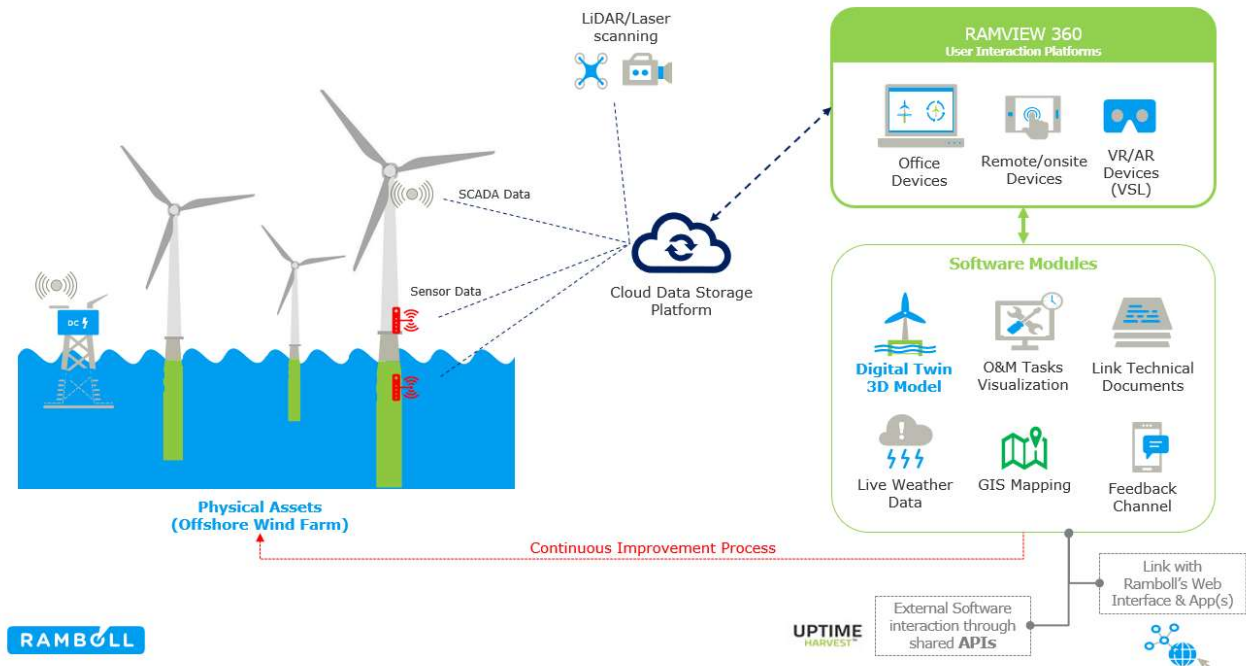 LiDAR/Laser
scanning
RAMVIEW 360
User Interaction Platforms
Office
Devices
Remote/onsite
Devices
VR/AR
Devices
(VSL)
SCADA Data
Sensor Data
Cloud Data Storage
Platform
DC
Software Modules
Digital Twin
3D Model
O&M Tasks
Visualization
Link Technical
Documents
Live Weather
Data
GIS Mapping
Feedback
Channel
Physical Assets
(Offshore Wind Farm)
Continuous Improvement Process
Link with
Ramboll's Web
Interface & App(s)
External Software
interaction through
shared APIs
UPTIME
HARVEST™
RAMBOLL